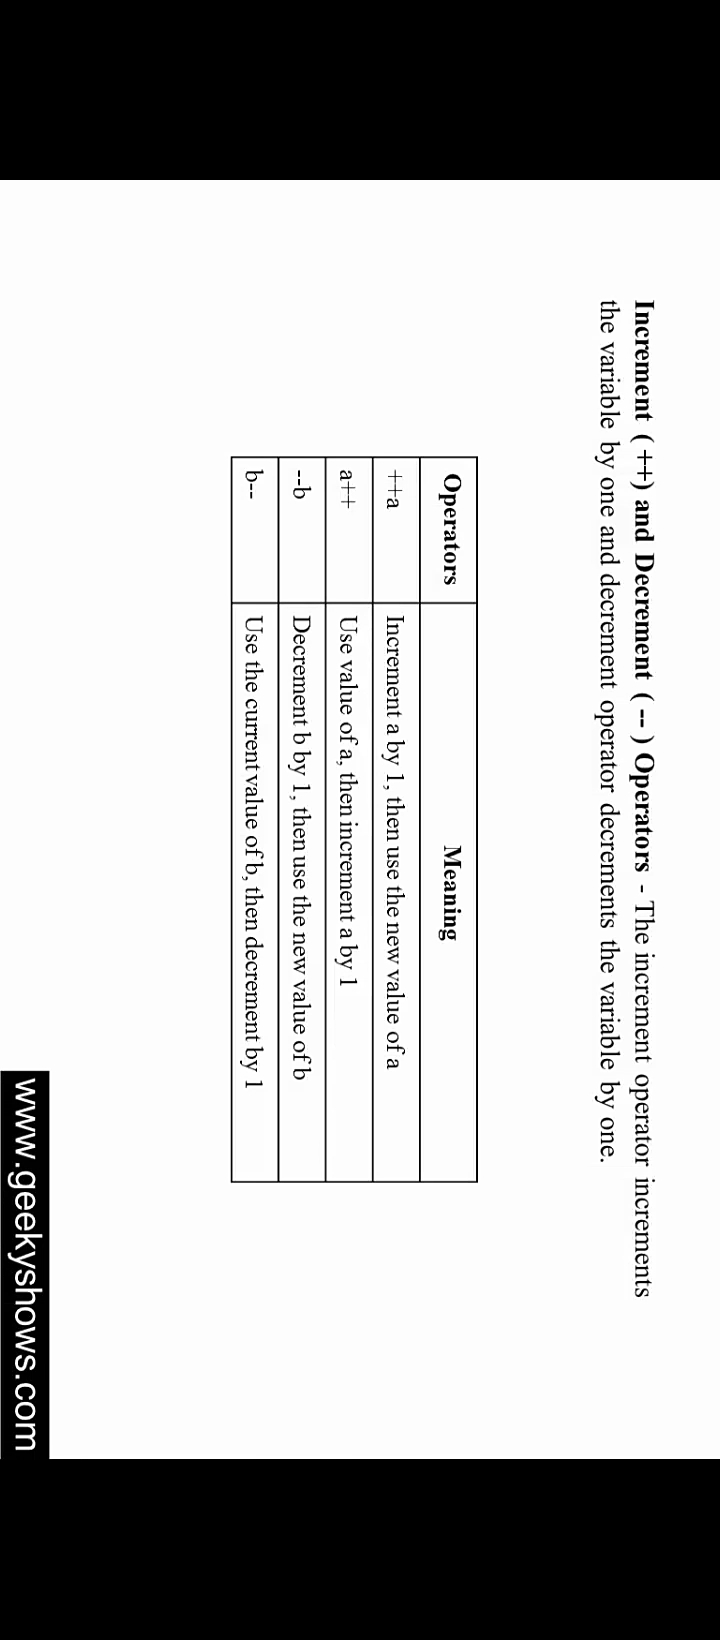 Increment ( ++) and Decrement ( -- ) Operators - The increment operator increments
the variable by one and decrement operator decrements the variable by one.
Operators Meaning
++a Increment a by 1, then use the new value of a
a++ Use value of a, then increment a by 1
--b Decrement b by 1, then use the new value of b
b-- Use the current value of b, then decrement by 1
www.geekyshows.com